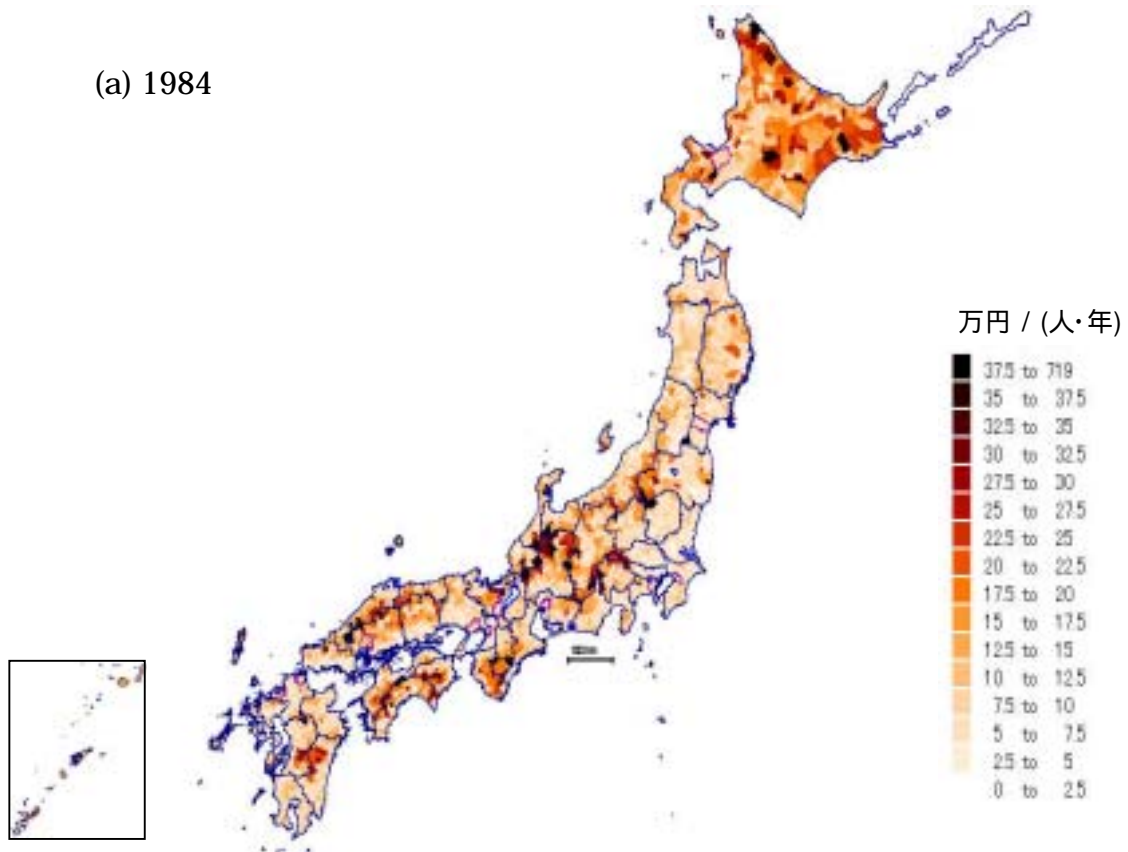 (a) 1984
万円 / (人・年)
37.5 to 719
35 to 37.5
32.5 to 35
30 to 32.5
27.5 to 30
25 to 27.5
22.5 to 25
20 to 22.5
17.5 to 20
15 to 17.5
12.5 to 15
10 to 12.5
7.5 to 10
5 to 7.5
2.5 to 5
0 to 2.5